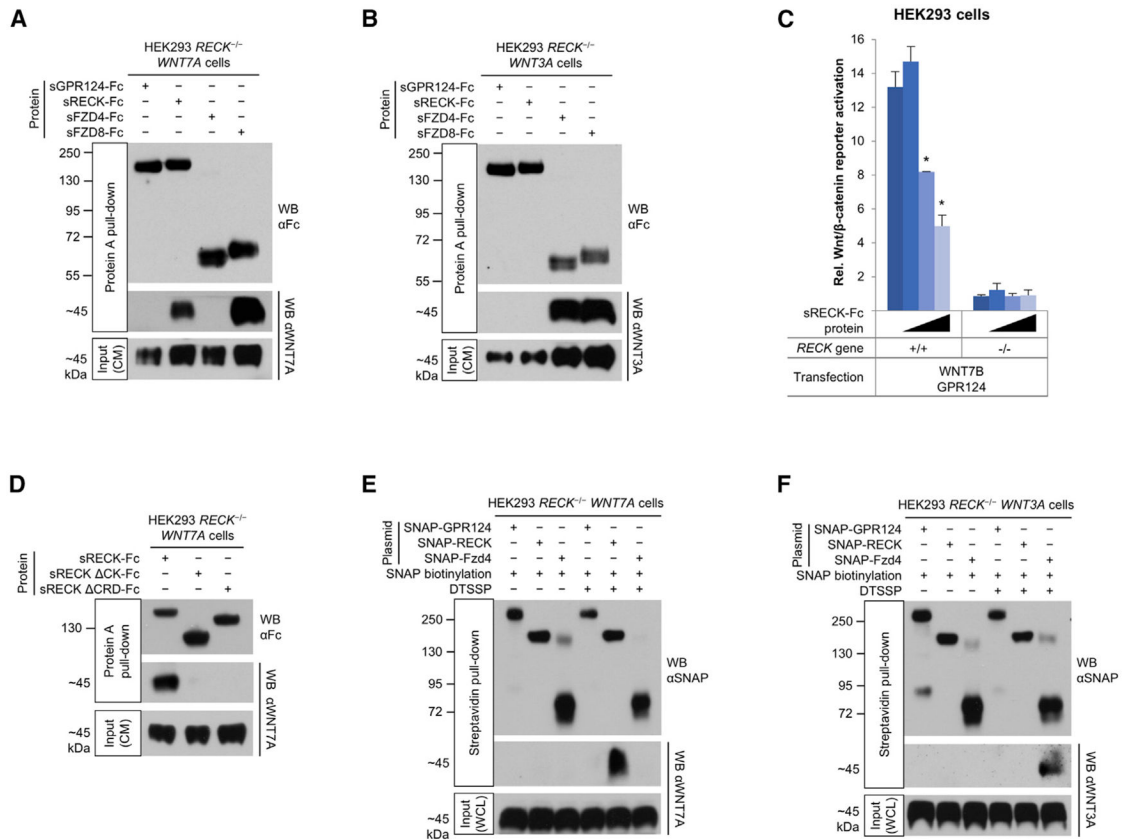 A
HEK293 RECK–/–
WNT7A cells
Protein
sGPR124-Fc + – – –
sRECK-Fc – + – –
sFZD4-Fc – – + –
sFZD8-Fc – – – +
250
130
95
72
55
~45
~45
kDa
Protein A pull-down
Input
(CM)
WB
αFc
WB αWNT7A
B
HEK293 RECK–/–
WNT3A cells
Protein
sGPR124-Fc + – – –
sRECK-Fc – + – –
sFZD4-Fc – – + –
sFZD8-Fc – – – +
250
130
95
72
55
~45
~45
kDa
Protein A pull-down
Input
(CM)
WB
αFc
WB αWNT3A
C
HEK293 cells
Rel. Wnt/β-catenin reporter activation
16
14
12
10
8
6
4
2
0
* *
sRECK-Fc
protein
RECK gene +/+ -/-
Transfection WNT7B
GPR124
D
HEK293 RECK–/–
WNT7A cells
Protein
sRECK-Fc + – –
sRECK ΔCK-Fc – + –
sRECK ΔCRD-Fc – – +
130
~45
~45
kDa
Protein A
pull-down
Input
(CM)
WB
αFc
WB αWNT7A
E
HEK293 RECK–/– WNT7A cells
Plasmid
SNAP-GPR124 + – – + – –
SNAP-RECK – + – – + –
SNAP-Fzd4 – – + – – +
SNAP biotinylation + + + + + +
DTSSP – – – + + +
250
130
95
72
~45
~45
kDa
Streptavidin pull-down
Input
(WCL)
WB
αSNAP
WB αWNT7A
F
HEK293 RECK–/– WNT3A cells
Plasmid
SNAP-GPR124 + – – + – –
SNAP-RECK – + – – + –
SNAP-Fzd4 – – + – – +
SNAP biotinylation + + + + + +
DTSSP – – – + + +
250
130
95
72
~45
~45
kDa
Streptavidin pull-down
Input
(WCL)
WB
αSNAP
WB αWNT3A